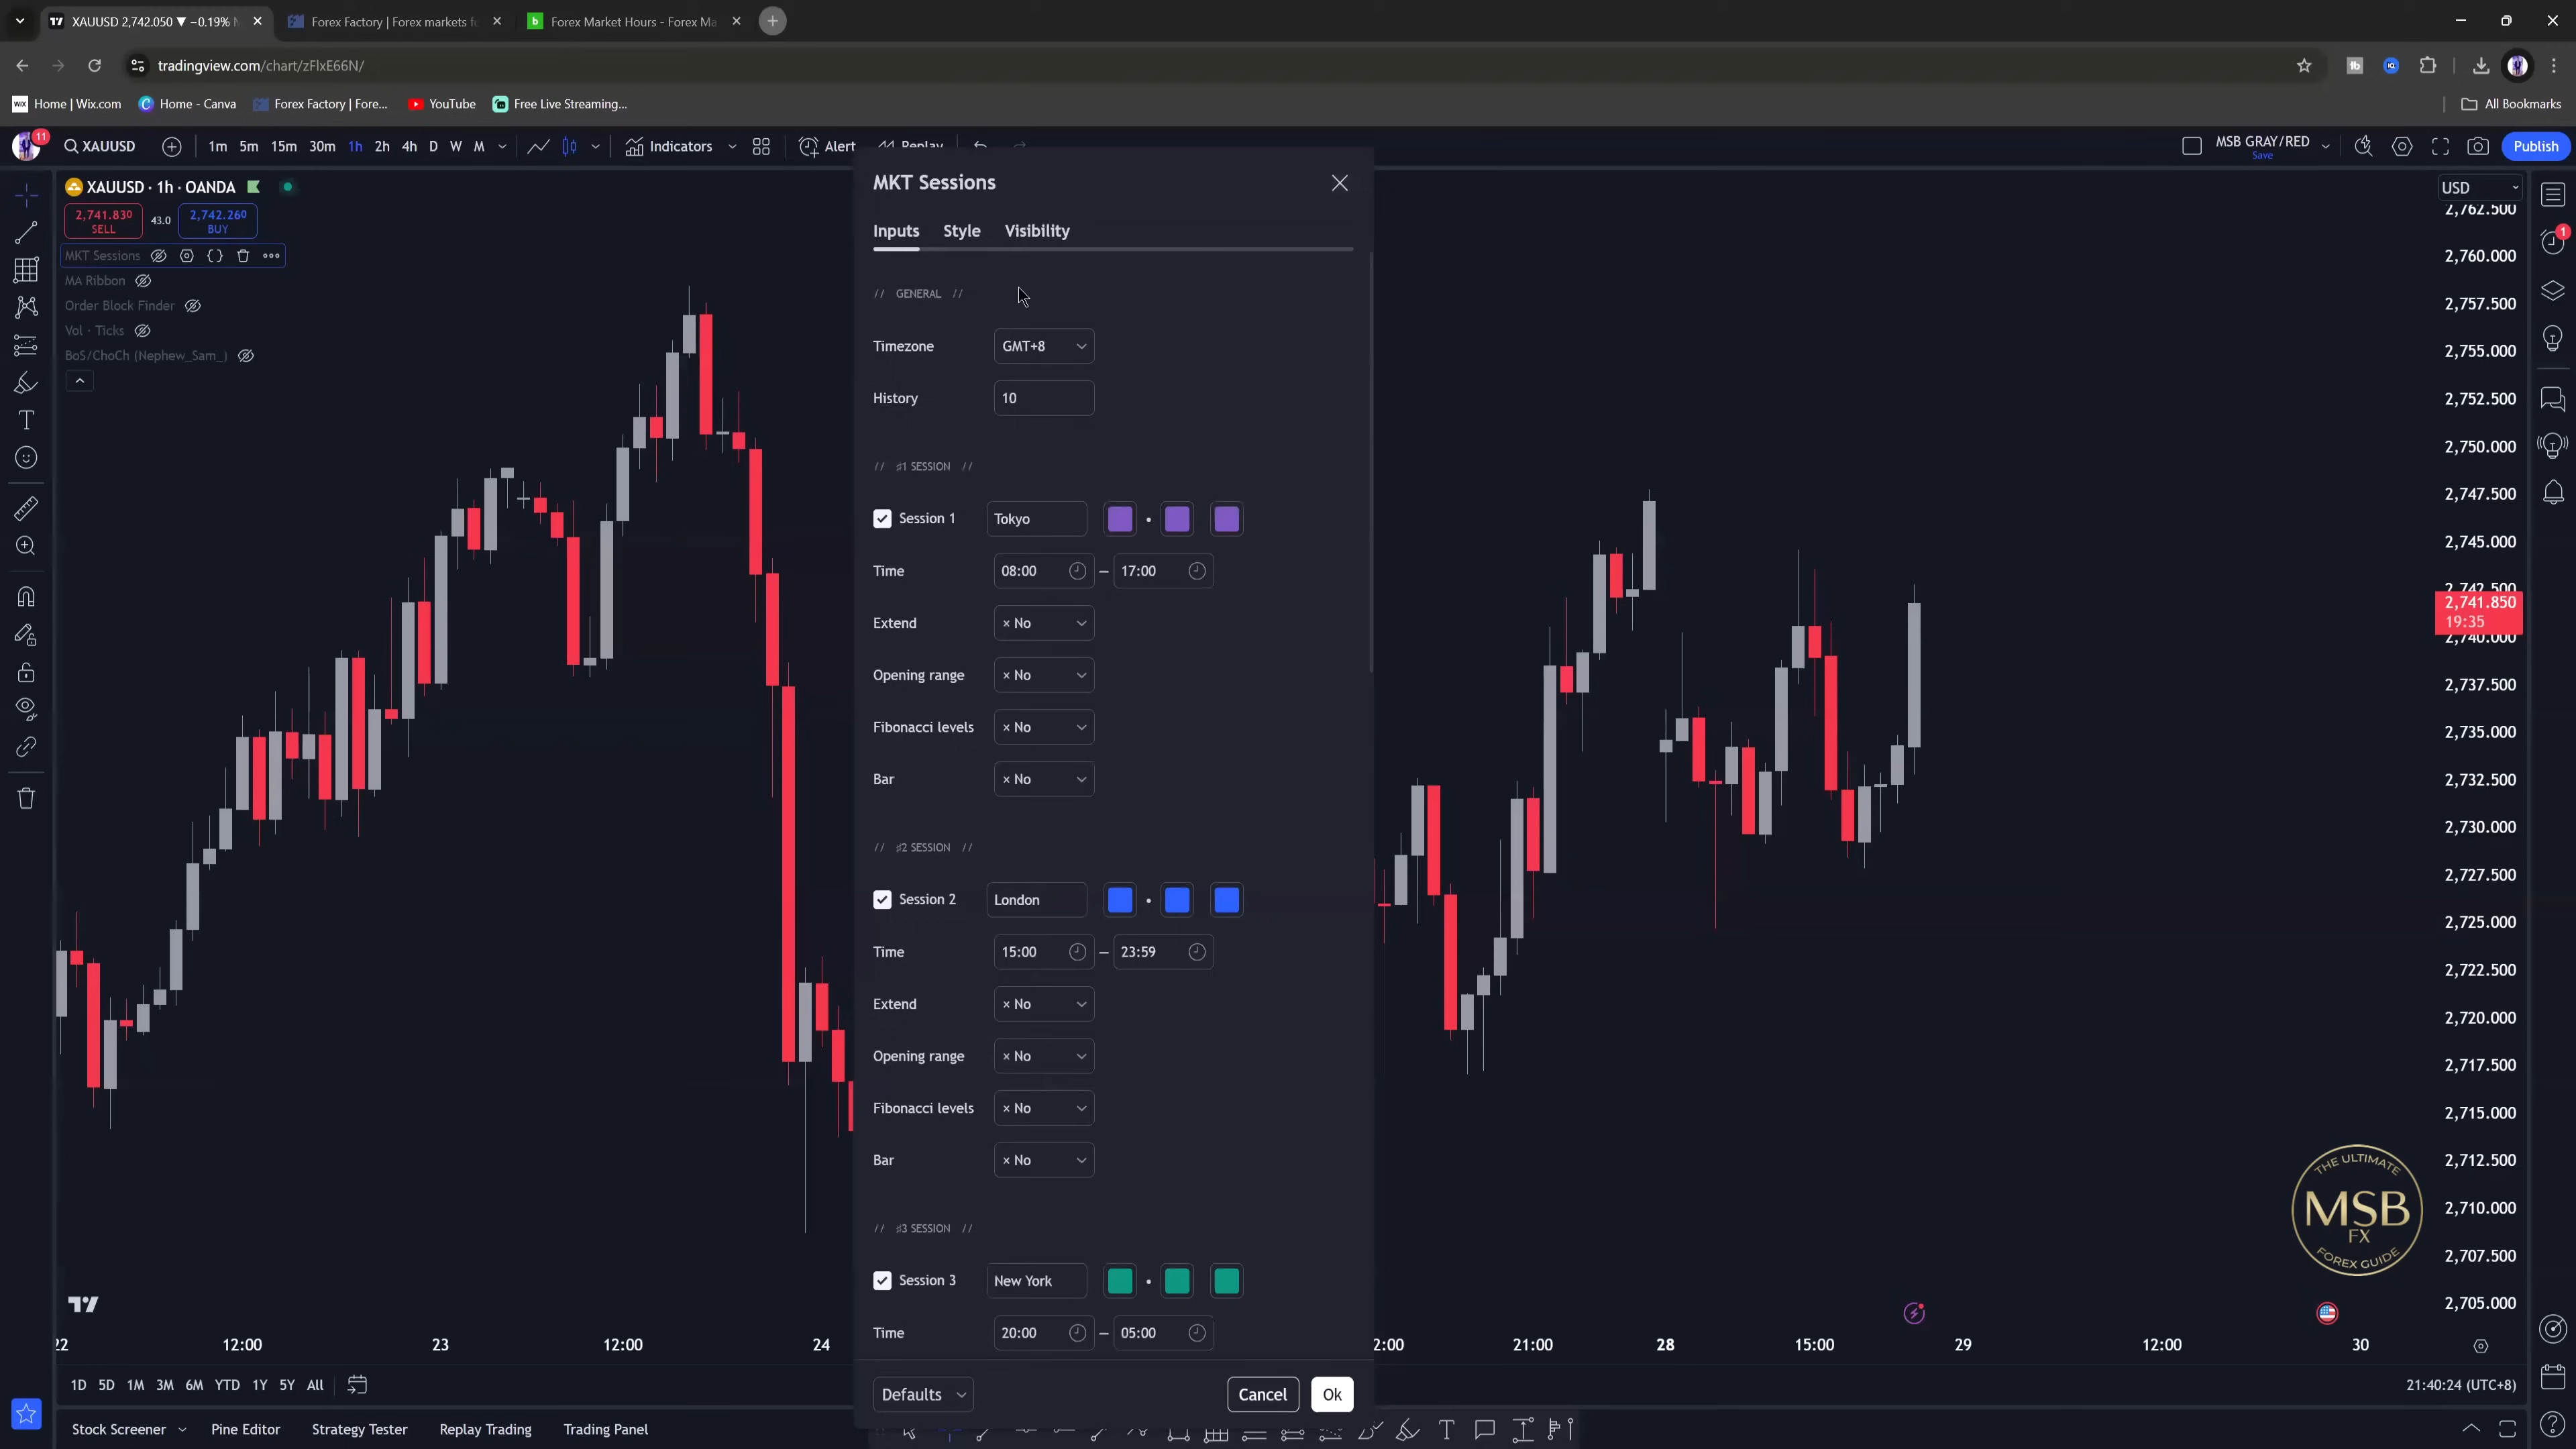 XAUUSD 2,742.050 ▼ −0.19%
Forex Factory | Forex markets f
Forex Market Hours - Forex Ma
tradingview.com/chart/zFlxE66N/
Home | Wix.com
Home - Canva
Forex Factory | Fore...
YouTube
Free Live Streaming...
All Bookmarks
11
XAUUSD
1m 5m 15m 30m 1h 2h 4h D W M
Indicators
Alert
Replay
MSB GRAY/RED
Save
Publish
XAUUSD · 1h · OANDA
2,741.830
SELL
43.0
2,742.260
BUY
MKT Sessions
MA Ribbon
Order Block Finder
Vol · Ticks
BoS/ChoCh (Nephew_Sam_)
MKT Sessions
Inputs Style Visibility
// GENERAL //
Timezone GMT+8
History 10
// #1 SESSION //
Session 1 Tokyo
Time 08:00 – 17:00
Extend × No
Opening range × No
Fibonacci levels × No
Bar × No
// #2 SESSION //
Session 2 London
Time 15:00 – 23:59
Extend × No
Opening range × No
Fibonacci levels × No
Bar × No
// #3 SESSION //
Session 3 New York
Time 20:00 – 05:00
Defaults
Cancel
Ok
USD
2,762.500
2,760.000
2,757.500
2,755.000
2,752.500
2,750.000
2,747.500
2,745.000
2,742.500
2,741.850
19:35
2,740.000
2,737.500
2,735.000
2,732.500
2,730.000
2,727.500
2,725.000
2,722.500
2,720.000
2,717.500
2,715.000
2,712.500
2,710.000
2,707.500
2,705.000
1
THE ULTIMATE
MSB
FX
FOREX GUIDE
22 12:00 23 12:00 24 2:00 21:00 28 15:00 29 12:00 30
1D 5D 1M 3M 6M YTD 1Y 5Y All
21:40:24 (UTC+8)
Stock Screener
Pine Editor
Strategy Tester
Replay Trading
Trading Panel